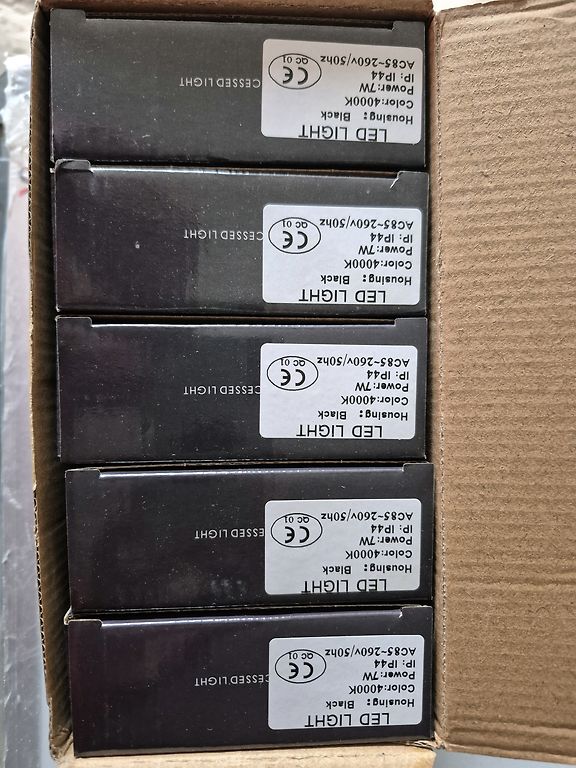 LED LIGHT
Housing: Black
Color:4000K
Power:7W
IP: IP44
AC85~260v/50hz
CE
QC 01
CESSED LIGHT
LED LIGHT
Housing: Black
Color:4000K
Power:7W
IP: IP44
AC85~260v/50hz
CE
QC 01
CESSED LIGHT
LED LIGHT
Housing: Black
Color:4000K
Power:7W
IP: IP44
AC85~260v/50hz
CE
QC 01
CESSED LIGHT
LED LIGHT
Housing: Black
Color:4000K
Power:7W
IP: IP44
AC85~260v/50hz
CE
QC 01
CESSED LIGHT
LED LIGHT
Housing: Black
Color:4000K
Power:7W
IP: IP44
AC85~260v/50hz
CE
QC 01
CESSED LIGHT